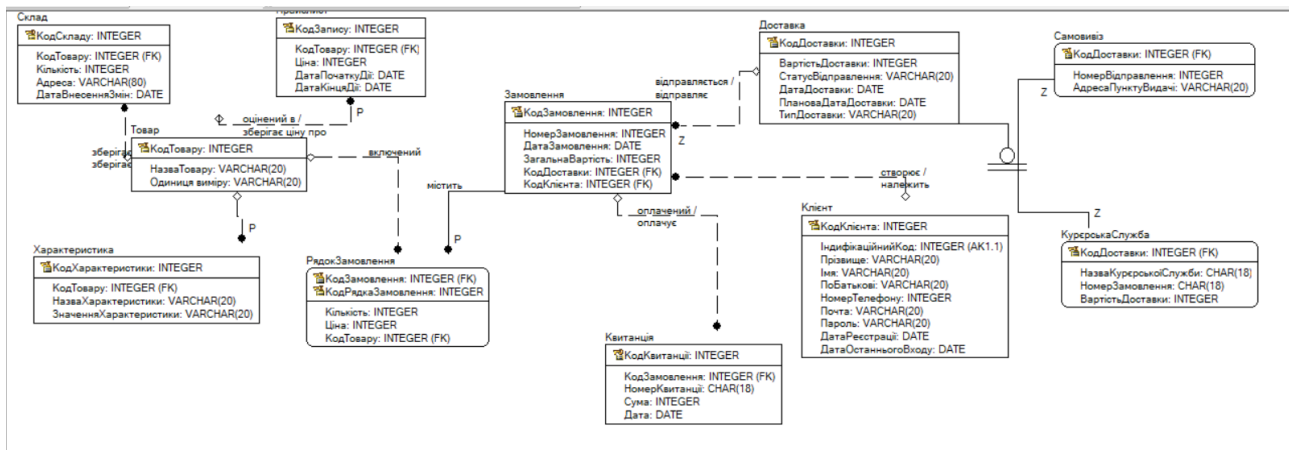 Склад
КодСкладу: INTEGER
КодТовару: INTEGER (FK)
Кількість: INTEGER
Адреса: VARCHAR(80)
ДатаВнесенняЗмін: DATE
КодЗапису: INTEGER
КодТовару: INTEGER (FK)
Ціна: INTEGER
ДатаПочаткуДії: DATE
ДатаКінцяДії: DATE
P
оцінений в /
зберігає ціну про
Товар
КодТовару: INTEGER
НазваТовару: VARCHAR(20)
Одиниця виміру: VARCHAR(20)
зберігає
зберігає
включений
P
Характеристика
КодХарактеристики: INTEGER
КодТовару: INTEGER (FK)
НазваХарактеристики: VARCHAR(20)
ЗначенняХарактеристики: VARCHAR(20)
містить
P
РядокЗамовлення
КодЗамовлення: INTEGER (FK)
КодРядкаЗамовлення: INTEGER
Кількість: INTEGER
Ціна: INTEGER
КодТовару: INTEGER (FK)
Замовлення
КодЗамовлення: INTEGER
НомерЗамовлення: INTEGER
ДатаЗамовлення: DATE
ЗагальнаВартість: INTEGER
КодДоставки: INTEGER (FK)
КодКлієнта: INTEGER (FK)
відправляється /
відправляє
Z
оплачений /
оплачує
Квитанція
КодКвитанції: INTEGER
КодЗамовлення: INTEGER (FK)
НомерКвитанції: CHAR(18)
Сума: INTEGER
Дата: DATE
Доставка
КодДоставки: INTEGER
ВартістьДоставки: INTEGER
СтатусВідправлення: VARCHAR(20)
ДатаДоставки: DATE
ПлановаДатаДоставки: DATE
ТипДоставки: VARCHAR(20)
створює /
належить
Клієнт
КодКлієнта: INTEGER
ІндифікаційнийКод: INTEGER (AK1.1)
Прізвище: VARCHAR(20)
Імя: VARCHAR(20)
ПоБатькові: VARCHAR(20)
НомерТелефону: INTEGER
Почта: VARCHAR(20)
Пароль: VARCHAR(20)
ДатаРеєстрації: DATE
ДатаОстанньогоВходу: DATE
Самовивіз
КодДоставки: INTEGER (FK)
НомерВідправлення: INTEGER
АдресаПунктуВидачі: VARCHAR(20)
Z
Z
КурєрськаСлужба
КодДоставки: INTEGER (FK)
НазваКурєрськоїСлужби: CHAR(18)
НомерЗамовлення: CHAR(18)
ВартістьДоставки: INTEGER